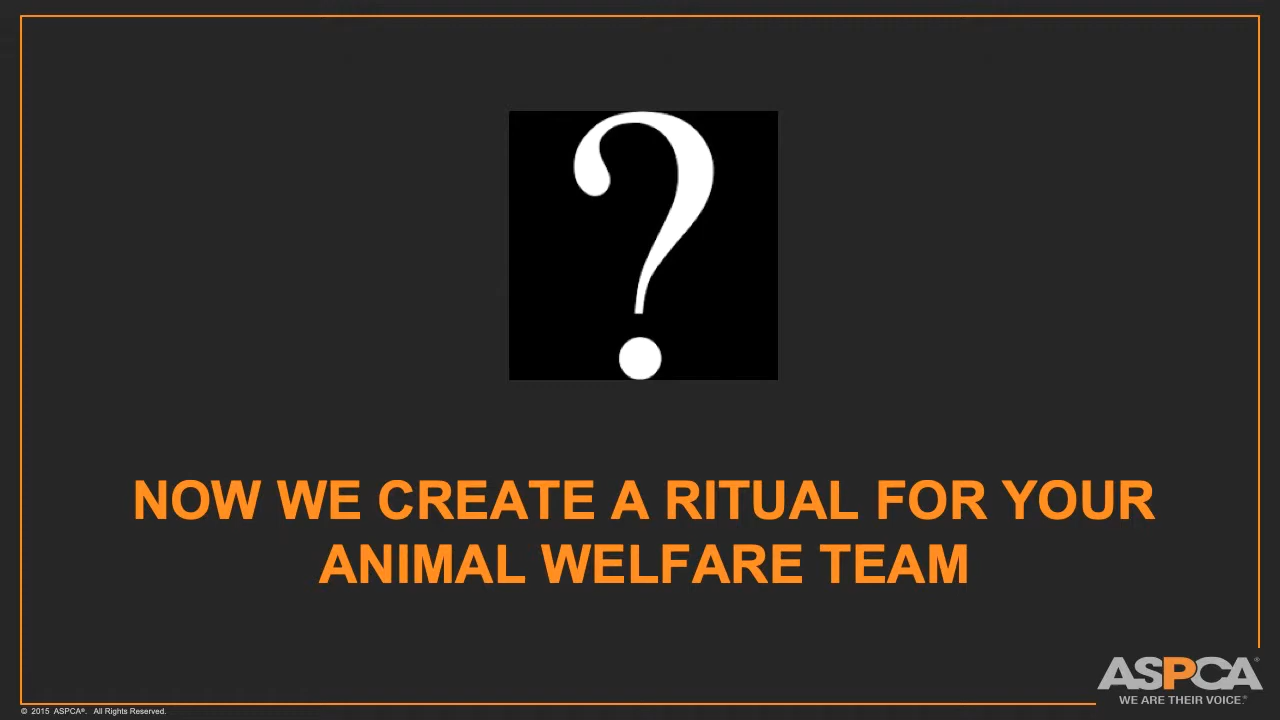 ?
NOW WE CREATE A RITUAL FOR YOUR
ANIMAL WELFARE TEAM
ASPCA®
WE ARE THEIR VOICE.®
© 2015 ASPCA®. All Rights Reserved.